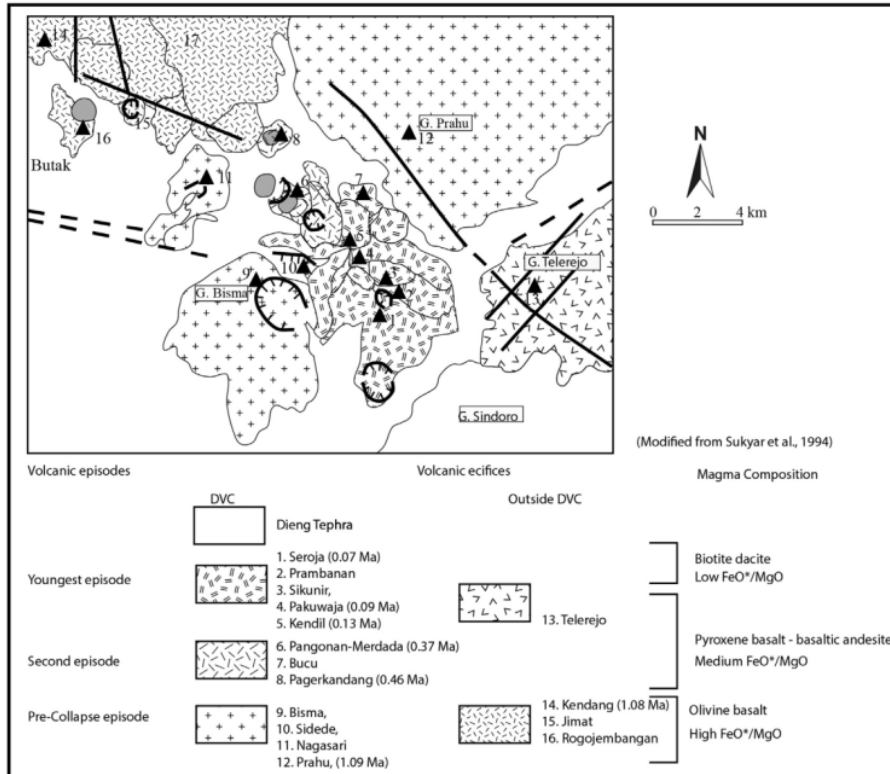 14
17
15
16
Butak
8
G. Prahu
12
11
6
7
5
4
G. Telerejo
9
10
3
2
G. Bisma
1
13
G. Sindoro
N
0 2 4 km
(Modified from Sukyar et al., 1994)
Volcanic episodes
Volcanic ecifices
Magma Composition
DVC
Outside DVC
Dieng Tephra
Youngest episode
1. Seroja (0.07 Ma)
2. Prambanan
3. Sikunir,
4. Pakuwaja (0.09 Ma)
5. Kendil (0.13 Ma)
13. Telerejo
Biotite dacite
Low FeO*/MgO
Second episode
6. Pangonan-Merdada (0.37 Ma)
7. Bucu
8. Pagerkandang (0.46 Ma)
Pyroxene basalt - basaltic andesite
Medium FeO*/MgO
Pre-Collapse episode
9. Bisma,
10. Sidede,
11. Nagasari
12. Prahu, (1.09 Ma)
14. Kendang (1.08 Ma)
15. Jimat
16. Rogojembangan
Olivine basalt
High FeO*/MgO